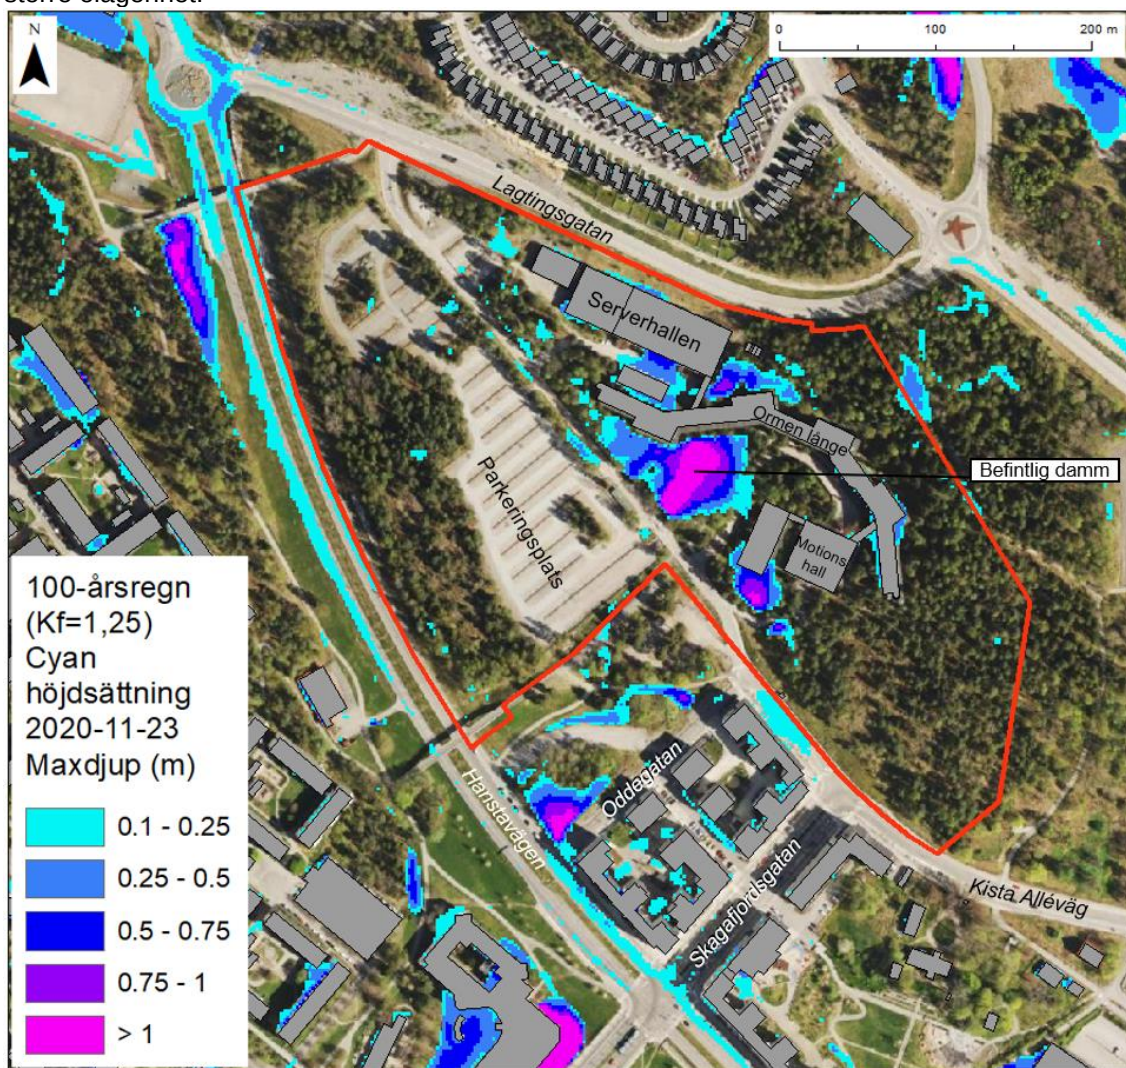 större olägenhet.
N
0 100 200 m
Lagtingsgatan
Serverhallen
Ormen långe
Befintlig damm
Parkeringsplats
Motions
hall
100-årsregn
(Kf=1,25)
Cyan
höjdsättning
2020-11-23
Maxdjup (m)
0.1 - 0.25
0.25 - 0.5
0.5 - 0.75
0.75 - 1
> 1
Oddegatan
Hanstavägen
Skagafjordsgatan
Kista Alléväg